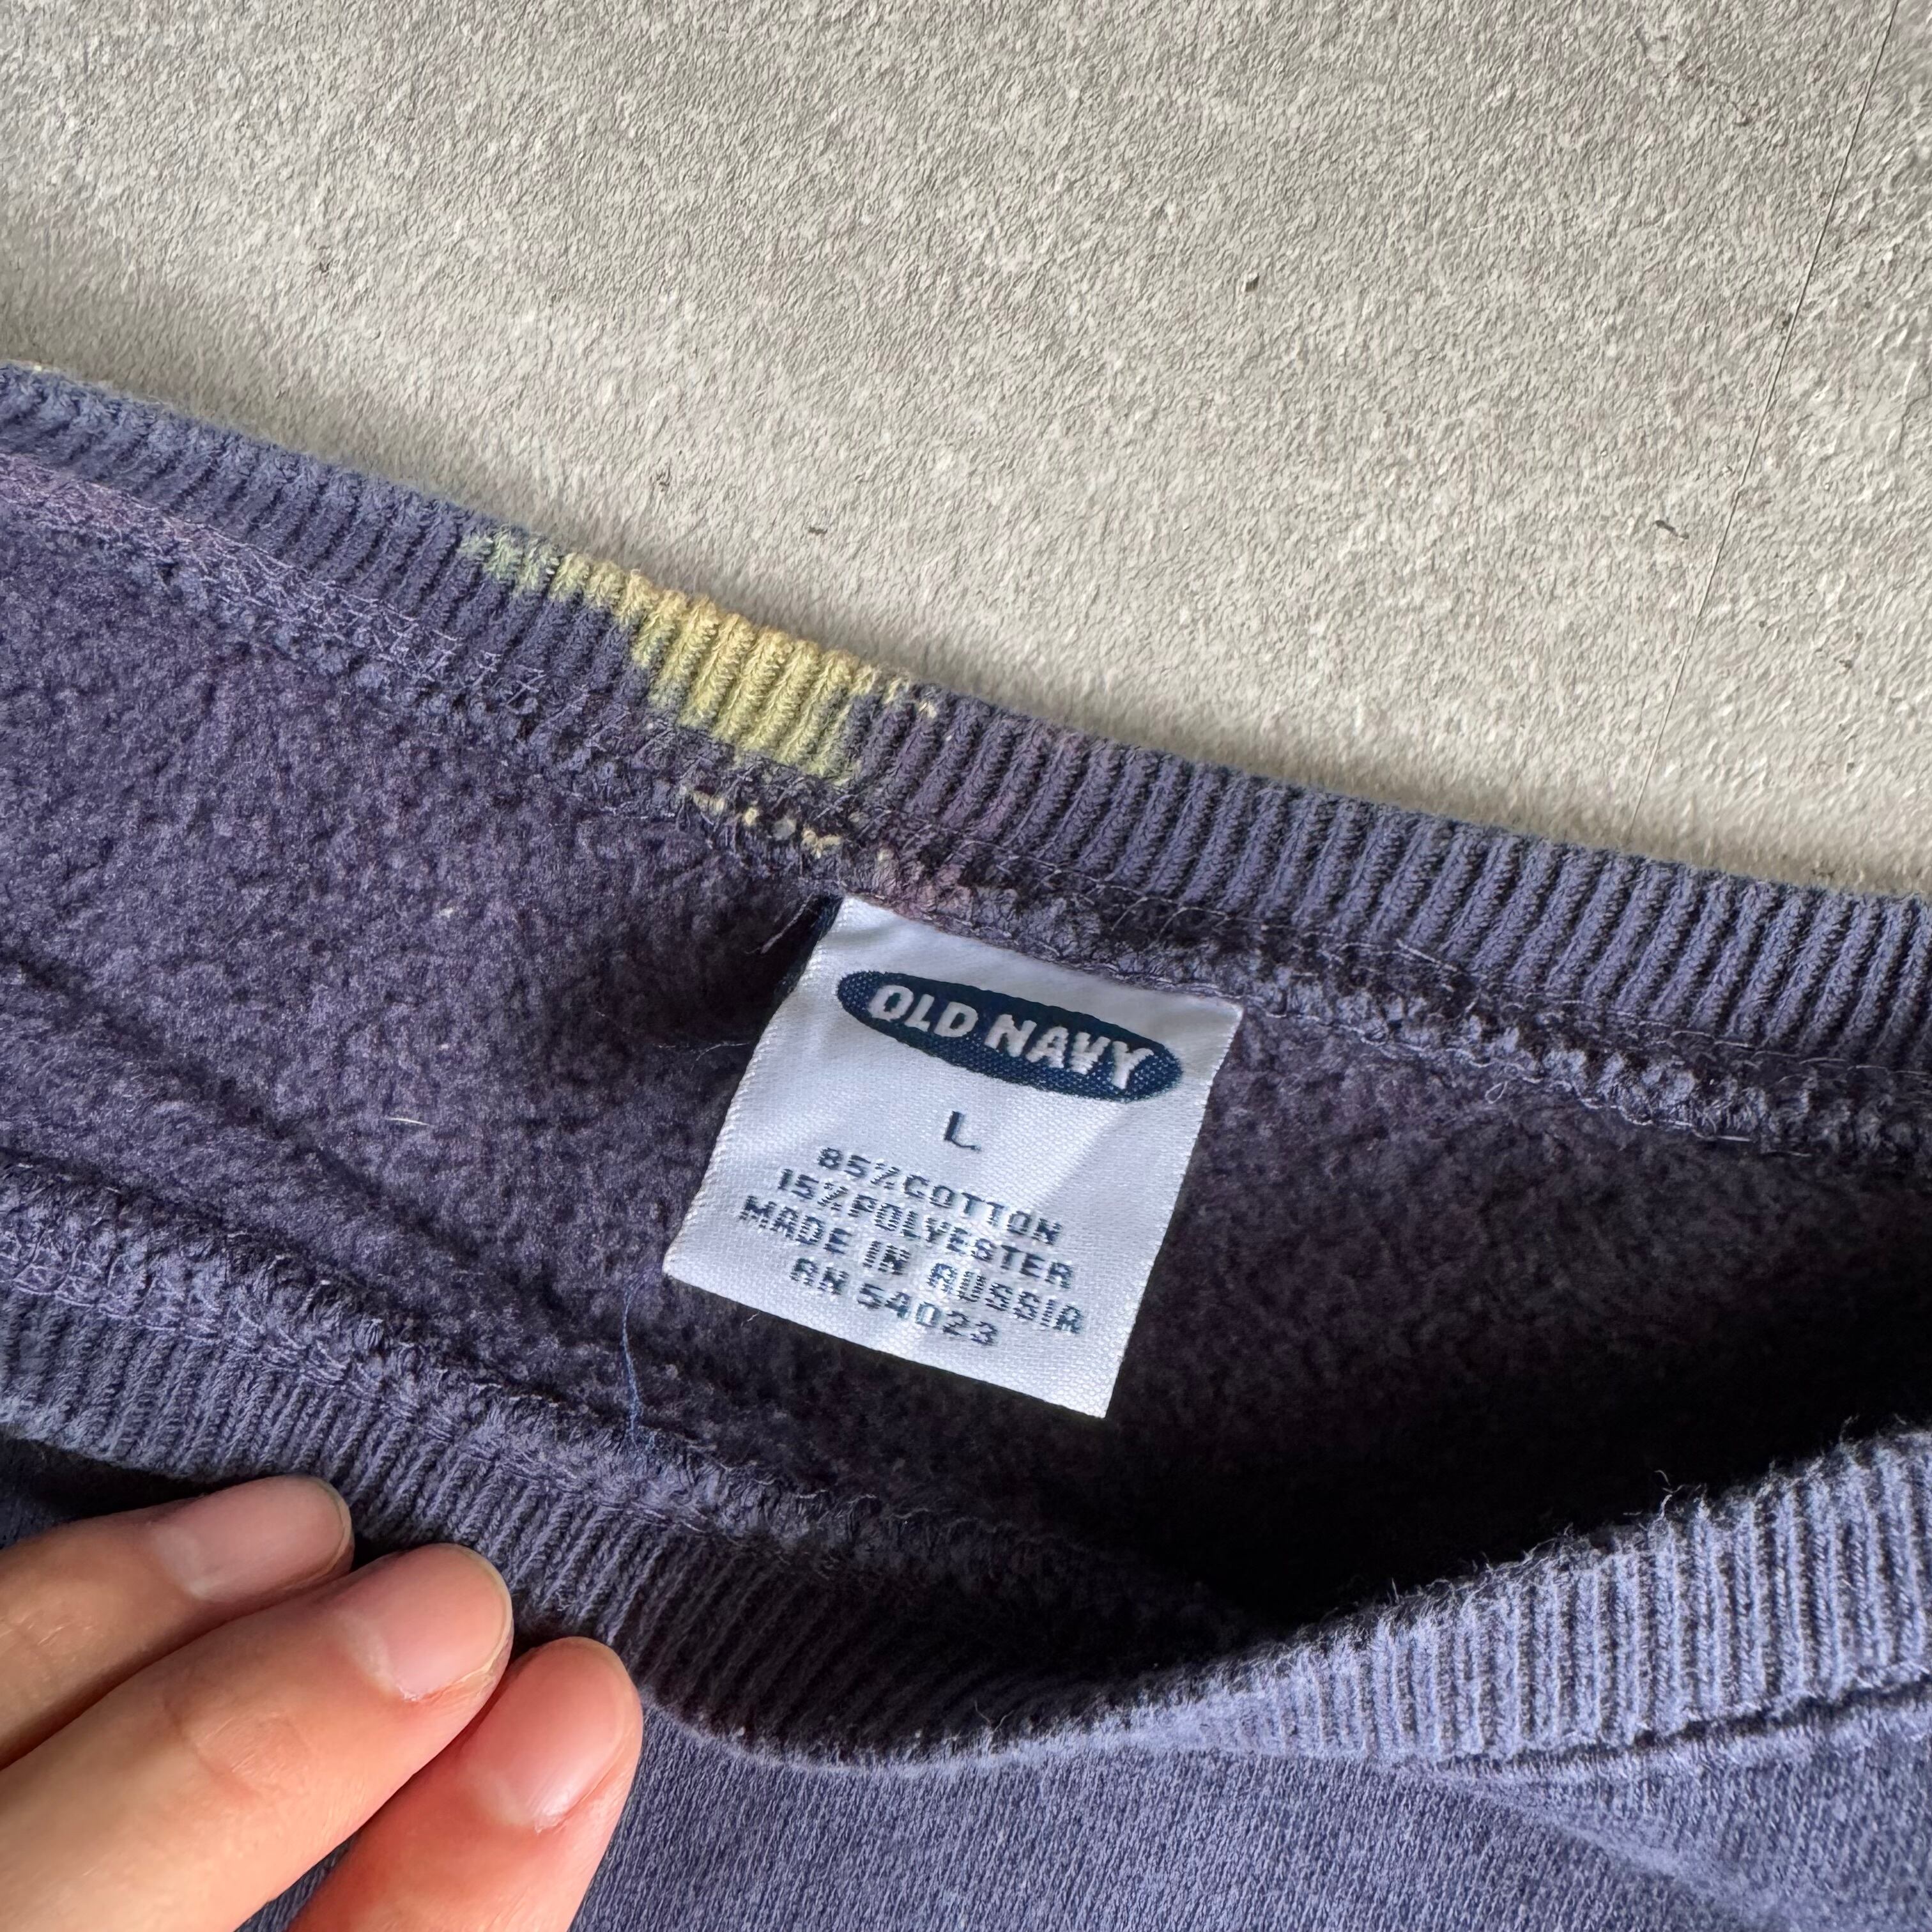 OLD NAVY
L
85%COTTON
15%POLYESTER
MADE IN RUSSIA
RN 54023